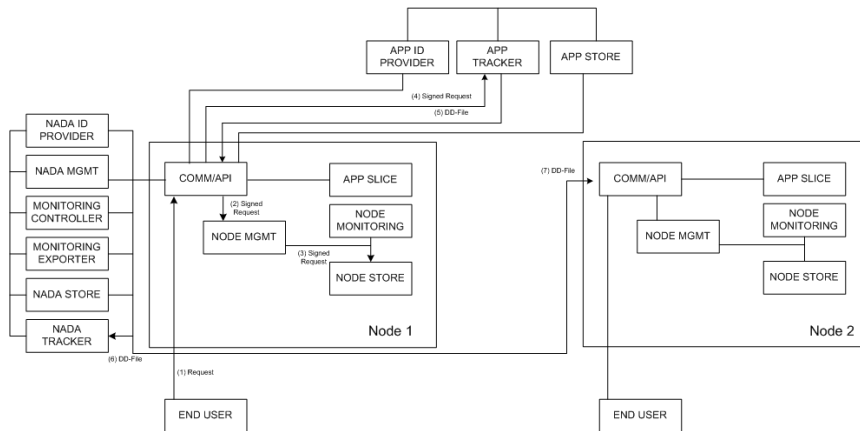 APP ID
PROVIDER
APP
TRACKER
APP STORE
(4) Signed Request
(5) DD-File
NADA ID
PROVIDER
NADA MGMT
MONITORING
CONTROLLER
MONITORING
EXPORTER
NADA STORE
NADA
TRACKER
(6) DD-File
COMM/API
APP SLICE
(2) Signed
Request
NODE MGMT
NODE
MONITORING
(3) Signed
Request
NODE STORE
Node 1
(1) Request
END USER
(7) DD-File
COMM/API
APP SLICE
NODE MGMT
NODE
MONITORING
NODE STORE
Node 2
END USER